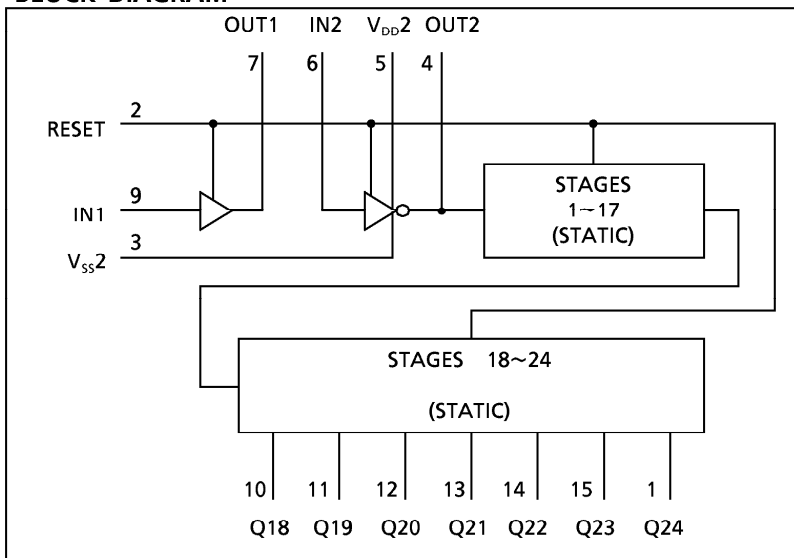 BLOCK DIAGRAM
OUT1 IN2 VDD2 OUT2
7 6 5 4
RESET 2
IN1 9
VSS2 3
STAGES
1~17
(STATIC)
STAGES 18~24
(STATIC)
10 11 12 13 14 15 1
Q18 Q19 Q20 Q21 Q22 Q23 Q24